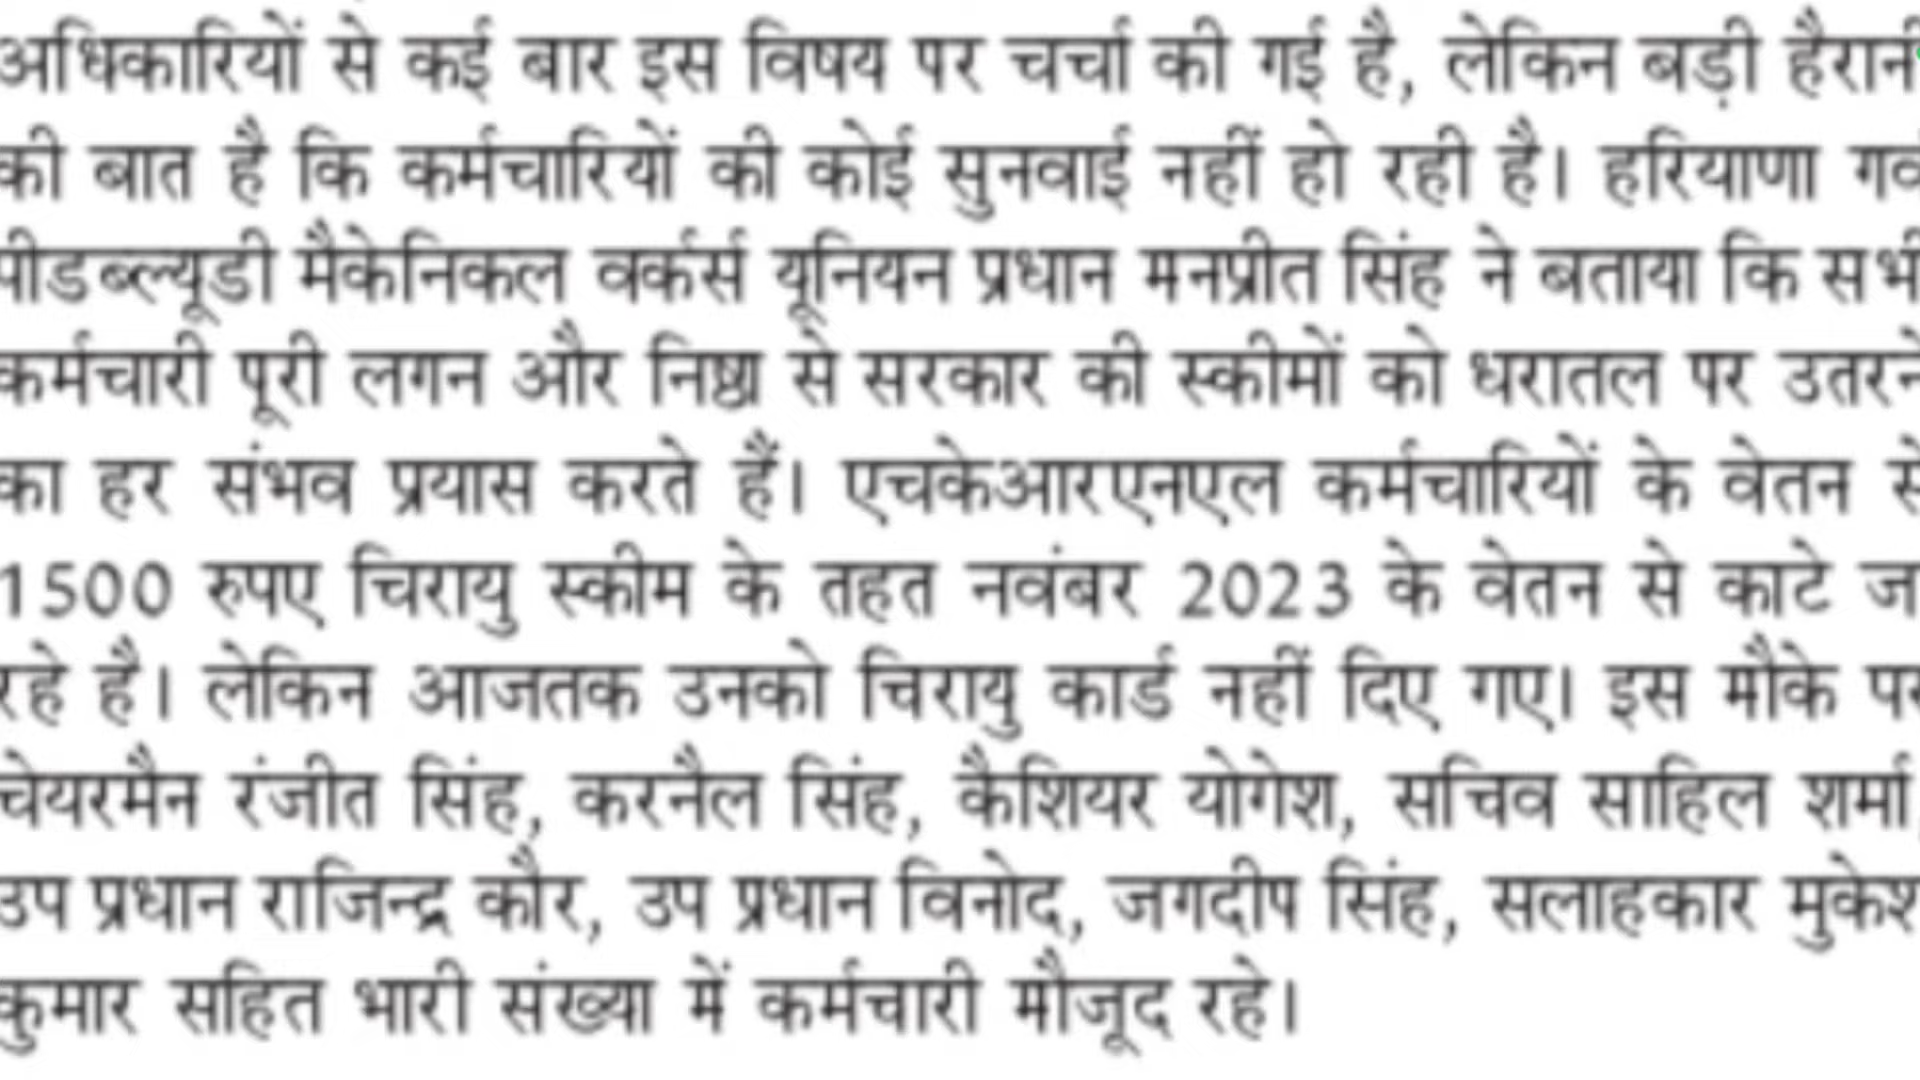 अधिकारियों से कई बार इस विषय पर चर्चा की गई है, लेकिन बड़ी हैरानी
की बात है कि कर्मचारियों की कोई सुनवाई नहीं हो रही है। हरियाणा गव
पीडब्ल्यूडी मैकेनिकल वर्कर्स यूनियन प्रधान मनप्रीत सिंह ने बताया कि सभी
कर्मचारी पूरी लगन और निष्ठा से सरकार की स्कीमों को धरातल पर उतरने
का हर संभव प्रयास करते हैं। एचकेआरएनएल कर्मचारियों के वेतन से
1500 रुपए चिरायु स्कीम के तहत नवंबर 2023 के वेतन से काटे ज
रहे है। लेकिन आजतक उनको चिरायु कार्ड नहीं दिए गए। इस मौके पर
चेयरमैन रंजीत सिंह, करनैल सिंह, कैशियर योगेश, सचिव साहिल शर्मा,
उप प्रधान राजिन्द्र कौर, उप प्रधान विनोद, जगदीप सिंह, सलाहकार मुकेश
कुमार सहित भारी संख्या में कर्मचारी मौजूद रहे।